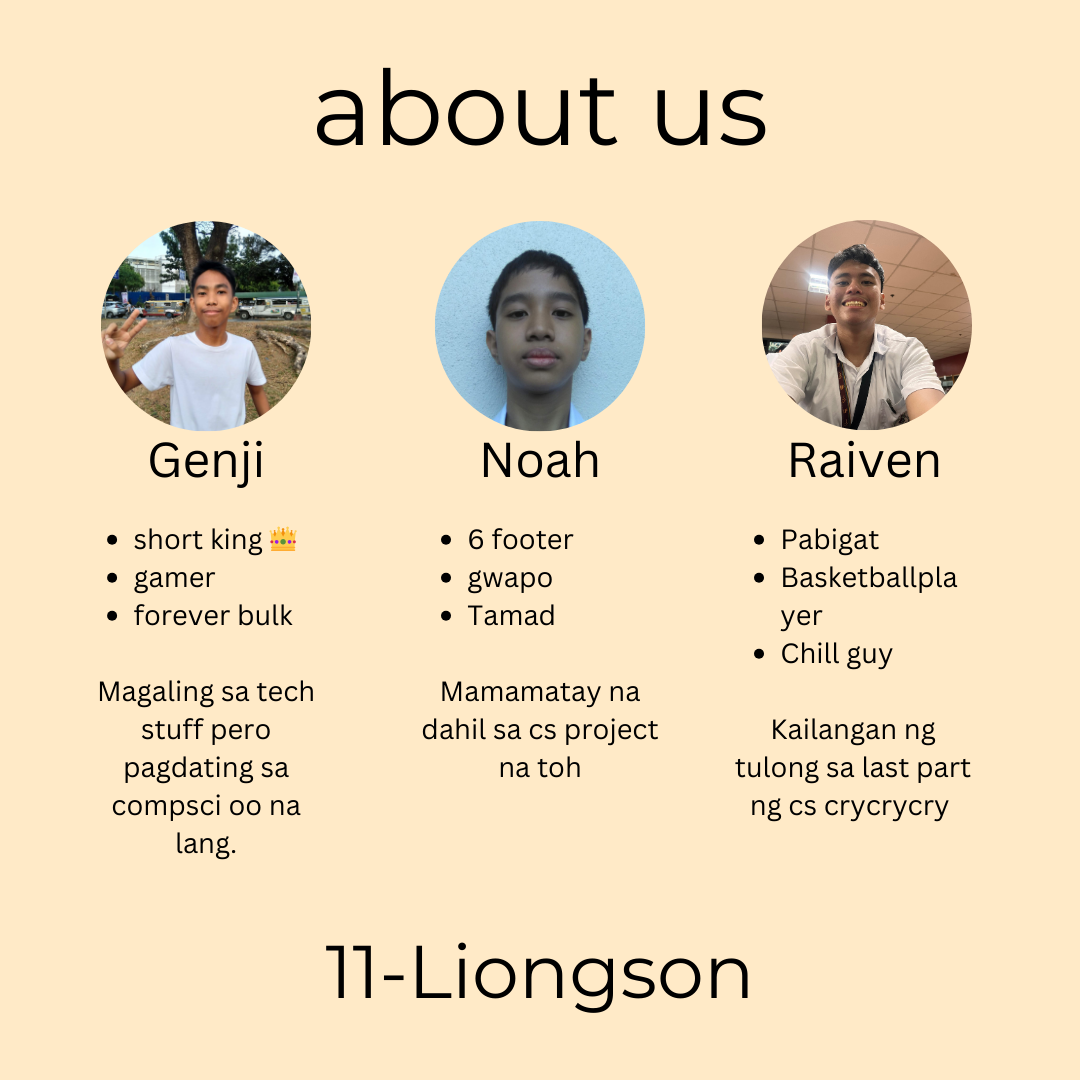 about us
Genji
• short king 👑
• gamer
• forever bulk
Magaling sa tech
stuff pero
pagdating sa
compsci oo na
lang.
Noah
• 6 footer
• gwapo
• Tamad
Mamamatay na
dahil sa cs project
na toh
Raiven
• Pabigat
• Basketballpla
yer
• Chill guy
Kailangan ng
tulong sa last part
ng cs crycrycry
11-Liongson